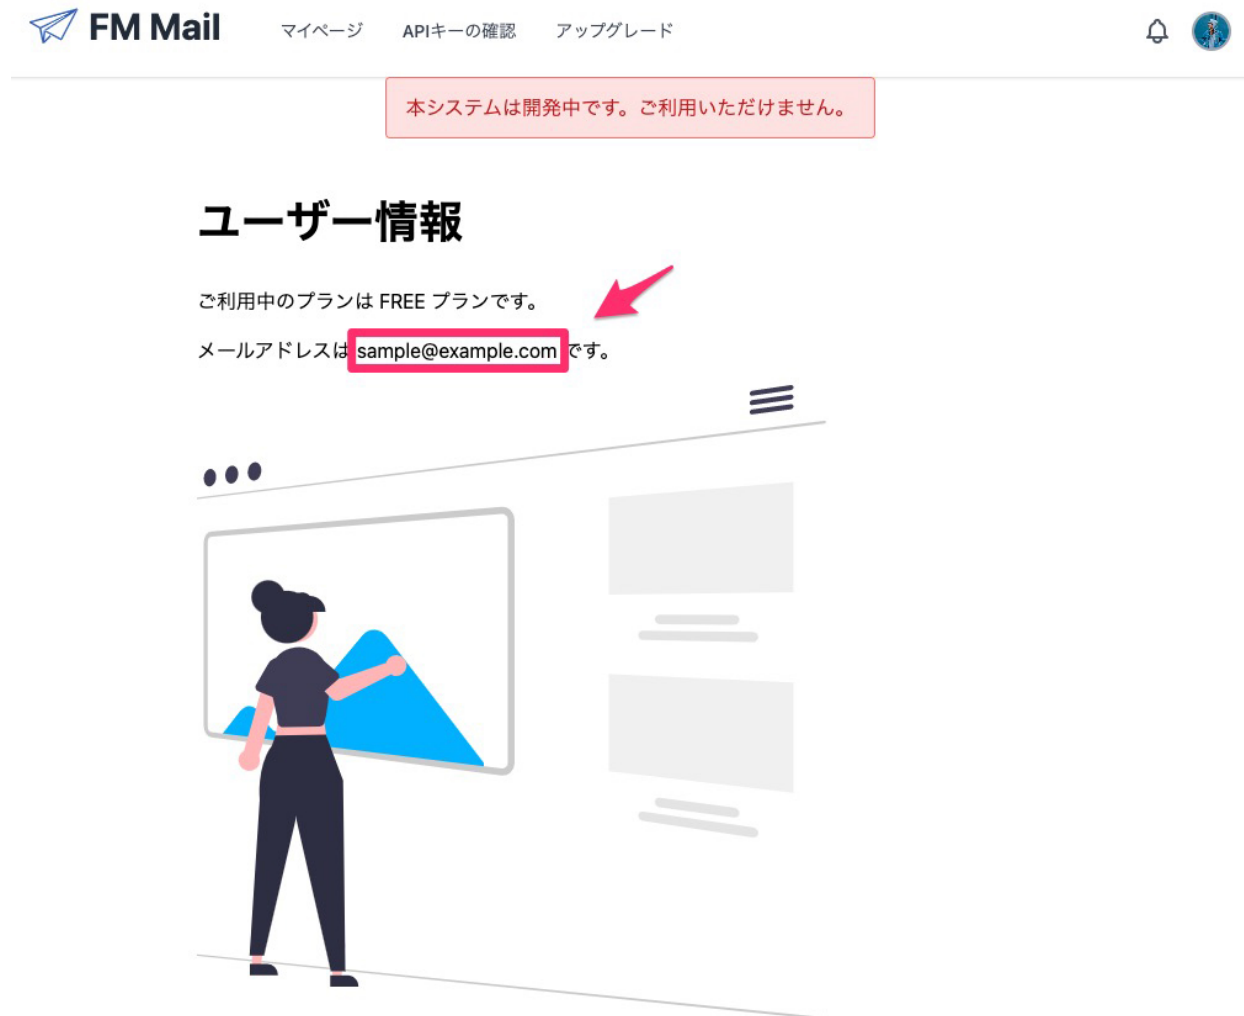 FM Mail
マイページ
APIキーの確認
アップグレード
本システムは開発中です。ご利用いただけません。
ユーザー情報
ご利用中のプランは FREE プランです。
メールアドレスは sample@example.com です。